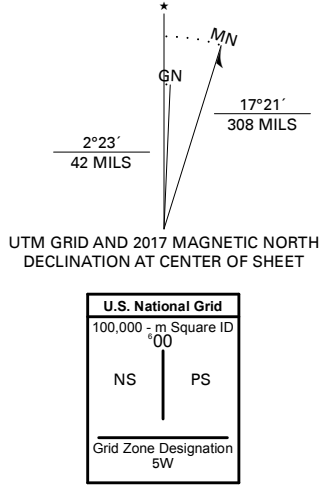 ★
MN
GN
17°21´
308 MILS
2°23´
42 MILS
UTM GRID AND 2017 MAGNETIC NORTH
DECLINATION AT CENTER OF SHEET
U.S. National Grid
100,000 - m Square ID
⁶00
NS PS
Grid Zone Designation
5W